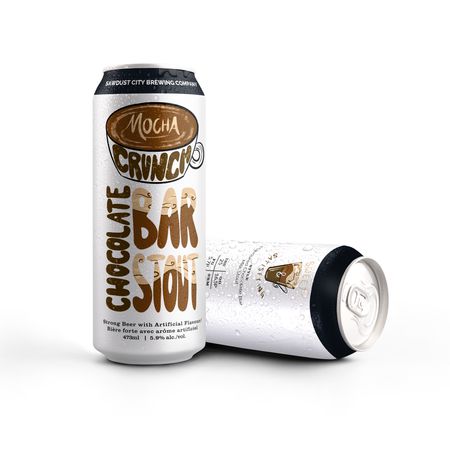 SAWDUST CITY BREWING COMPANY
MOCHA
CRUNCH
CHOCOLATE
BAR
STOUT
Strong Beer with Artificial Flavour
Bière forte avec arôme artificiel
473ml | 5.9% alc./vol.